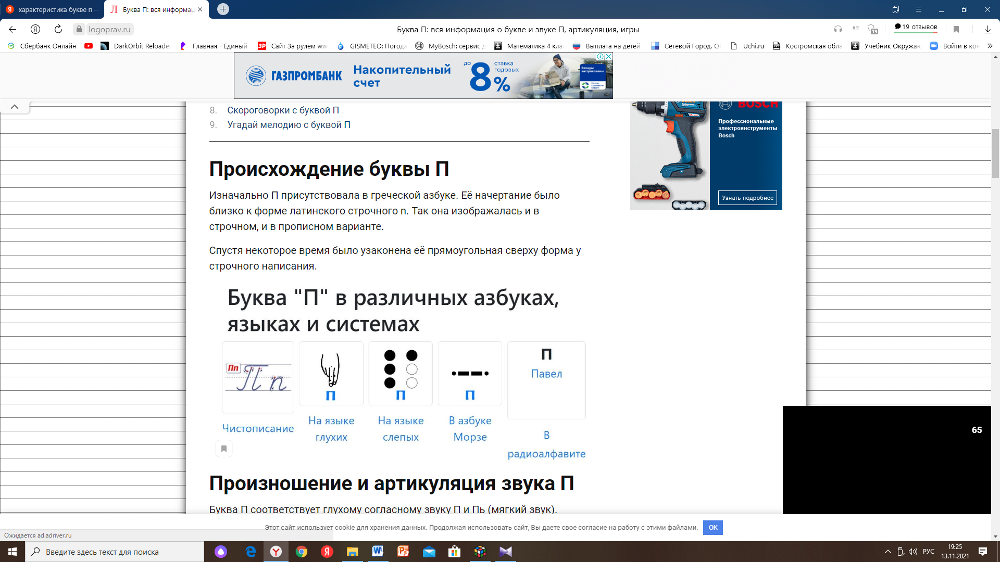 характеристика букве п –
Буква П: вся информац
logoprav.ru
Буква П: вся информация о букве и звуке П, артикуляция, игры
19
19 отзывов
Сбербанк Онлайн
DarkOrbit Reloaded
Главная - Единый
Сайт За рулем ww
GISMETEO: Погода
MyBosch: сервис д
Математика 4 клас
Выплата на детей
Сетевой Город. О
Uchi.ru
Костромская обла
Учебник Окружаю
Войти в кон
ГАЗПРОМБАНК
Накопительный
счет
до 8%
ставка
годовых
Вклады
застрахованы
8. Скороговорки с буквой П
9. Угадай мелодию с буквой П
BOSCH
Профессиональные
электроинструменты
Bosch
Узнать подробнее
Происхождение буквы П
Изначально П присутствовала в греческой азбуке. Её начертание было
близко к форме латинского строчного n. Так она изображалась и в
строчном, и в прописном варианте.
Спустя некоторое время было узаконена её прямоугольная сверху форма у
строчного написания.
Буква "П" в различных азбуках,
языках и системах
Пп
П п
Чистописание
П
На языке
глухих
П
На языке
слепых
П
В азбуке
Морзе
П
Павел
В
радиоалфавите
65
Произношение и артикуляция звука П
Буква П соответствует глухому согласному звуку П и Пь (мягкий звук).
Этот сайт использует cookie для хранения данных. Продолжая использовать сайт, Вы даете свое согласие на работу с этими файлами.
OK
Ожидается ad.adriver.ru
Введите здесь текст для поиска
РУС
19:25
13.11.2021